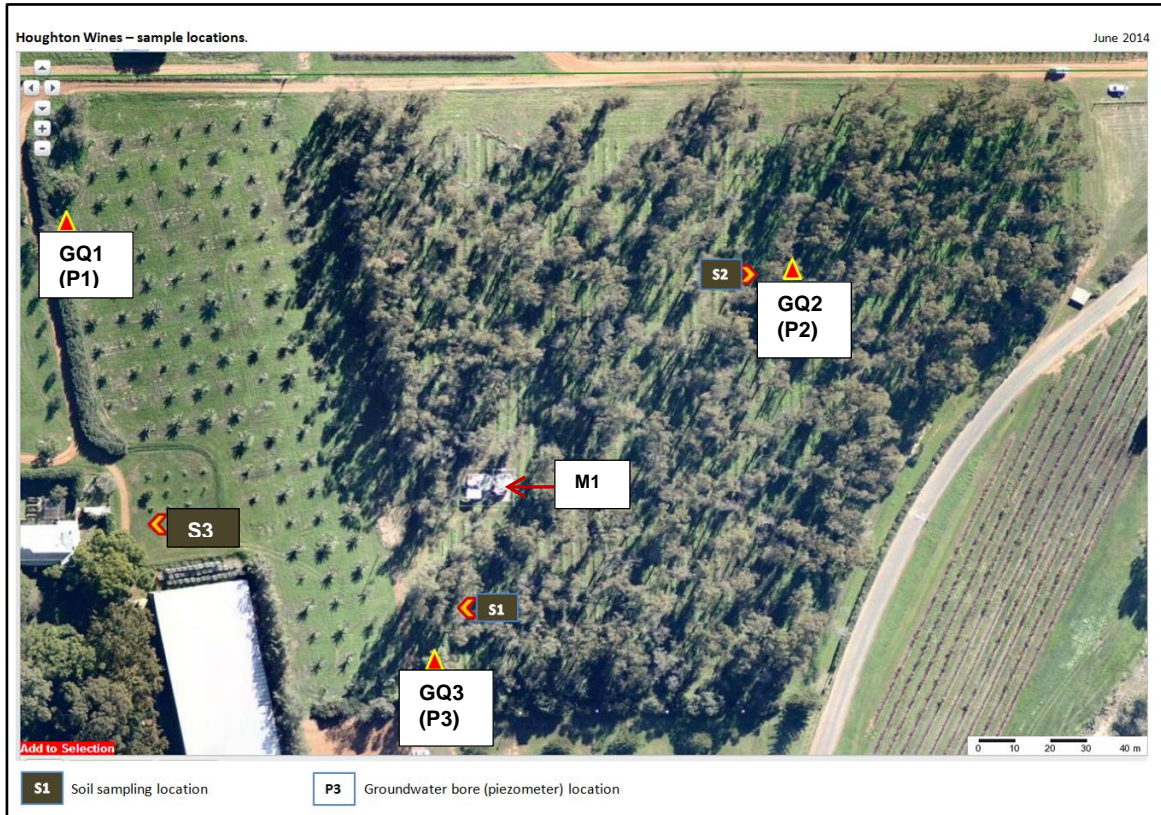 Houghton Wines – sample locations.
June 2014
GQ1
(P1)
S2
GQ2
(P2)
M1
S3
S1
GQ3
(P3)
Add to Selection
0 10 20 30 40 m
S1 Soil sampling location
P3 Groundwater bore (piezometer) location